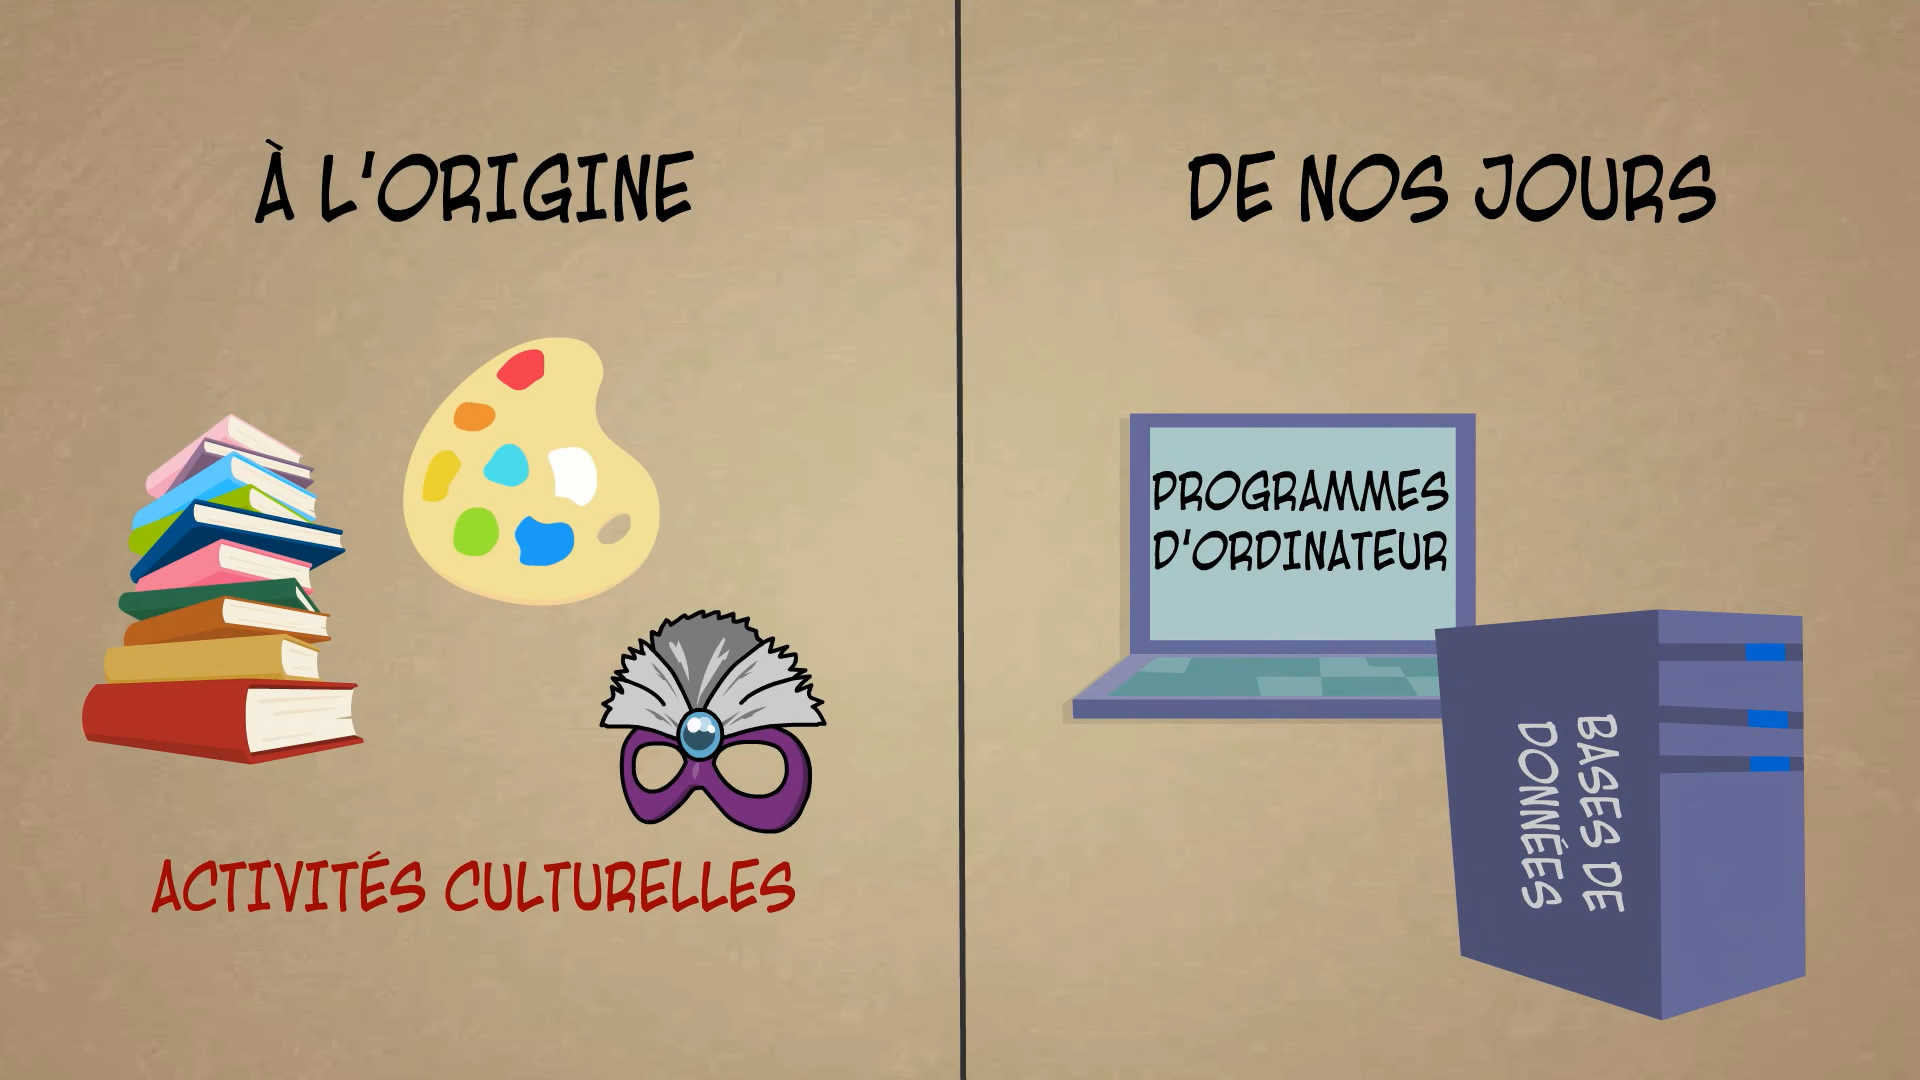 À L'ORIGINE
ACTIVITÉS CULTURELLES
DE NOS JOURS
PROGRAMMES
D'ORDINATEUR
BASES DE
DONNÉES